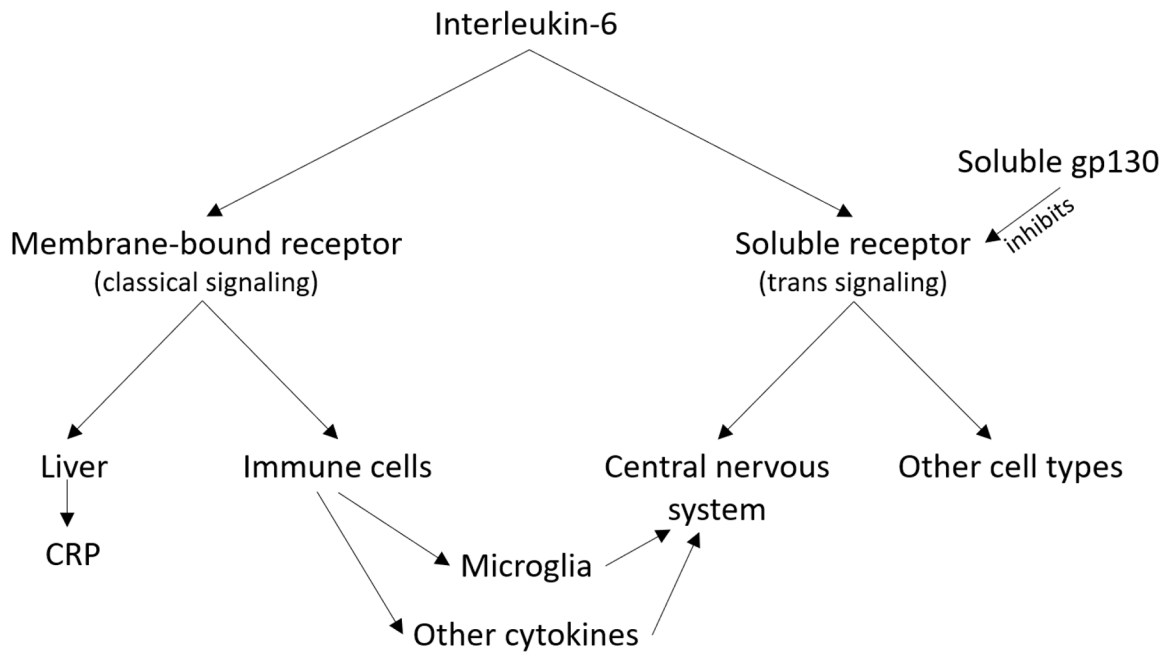 Interleukin-6
Soluble gp130
inhibits
Membrane-bound receptor
(classical signaling)
Soluble receptor
(trans signaling)
Liver
Immune cells
Central nervous
system
Other cell types
CRP
Microglia
Other cytokines